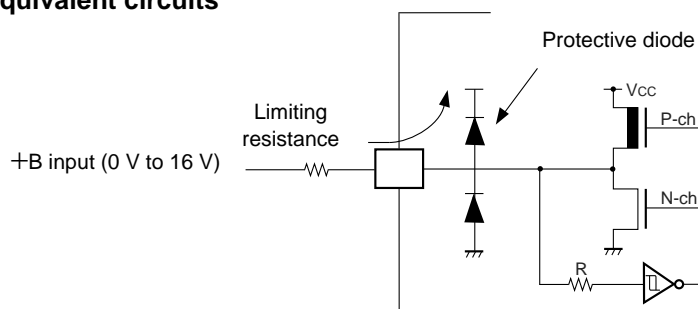 quivalent circuits
Protective diode
Limiting
resistance
VCC
P-ch
+B input (0 V to 16 V)
N-ch
R